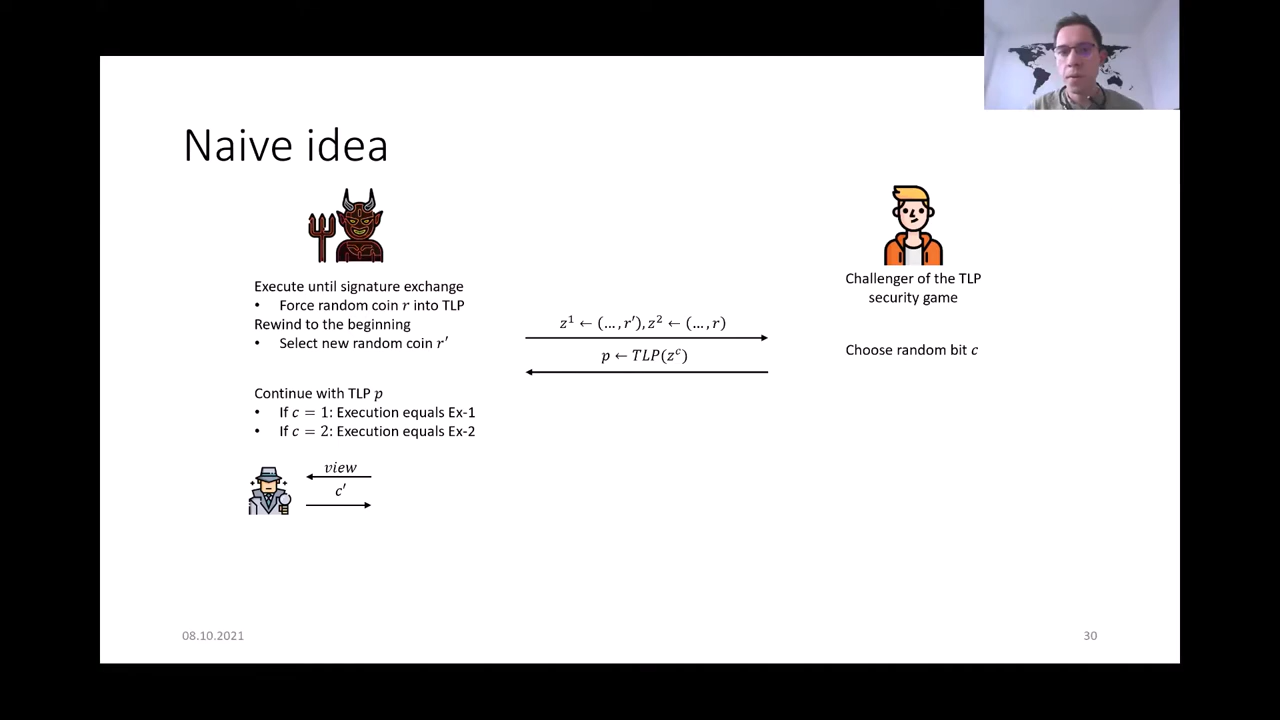 Naive idea
Execute until signature exchange
• Force random coin r into TLP
Rewind to the beginning
• Select new random coin r′
z¹ ← (…, r′), z² ← (…, r)
p ← TLP(zᶜ)
Challenger of the TLP
security game
Choose random bit c
Continue with TLP p
• If c = 1: Execution equals Ex-1
• If c = 2: Execution equals Ex-2
view
c′
08.10.2021
30